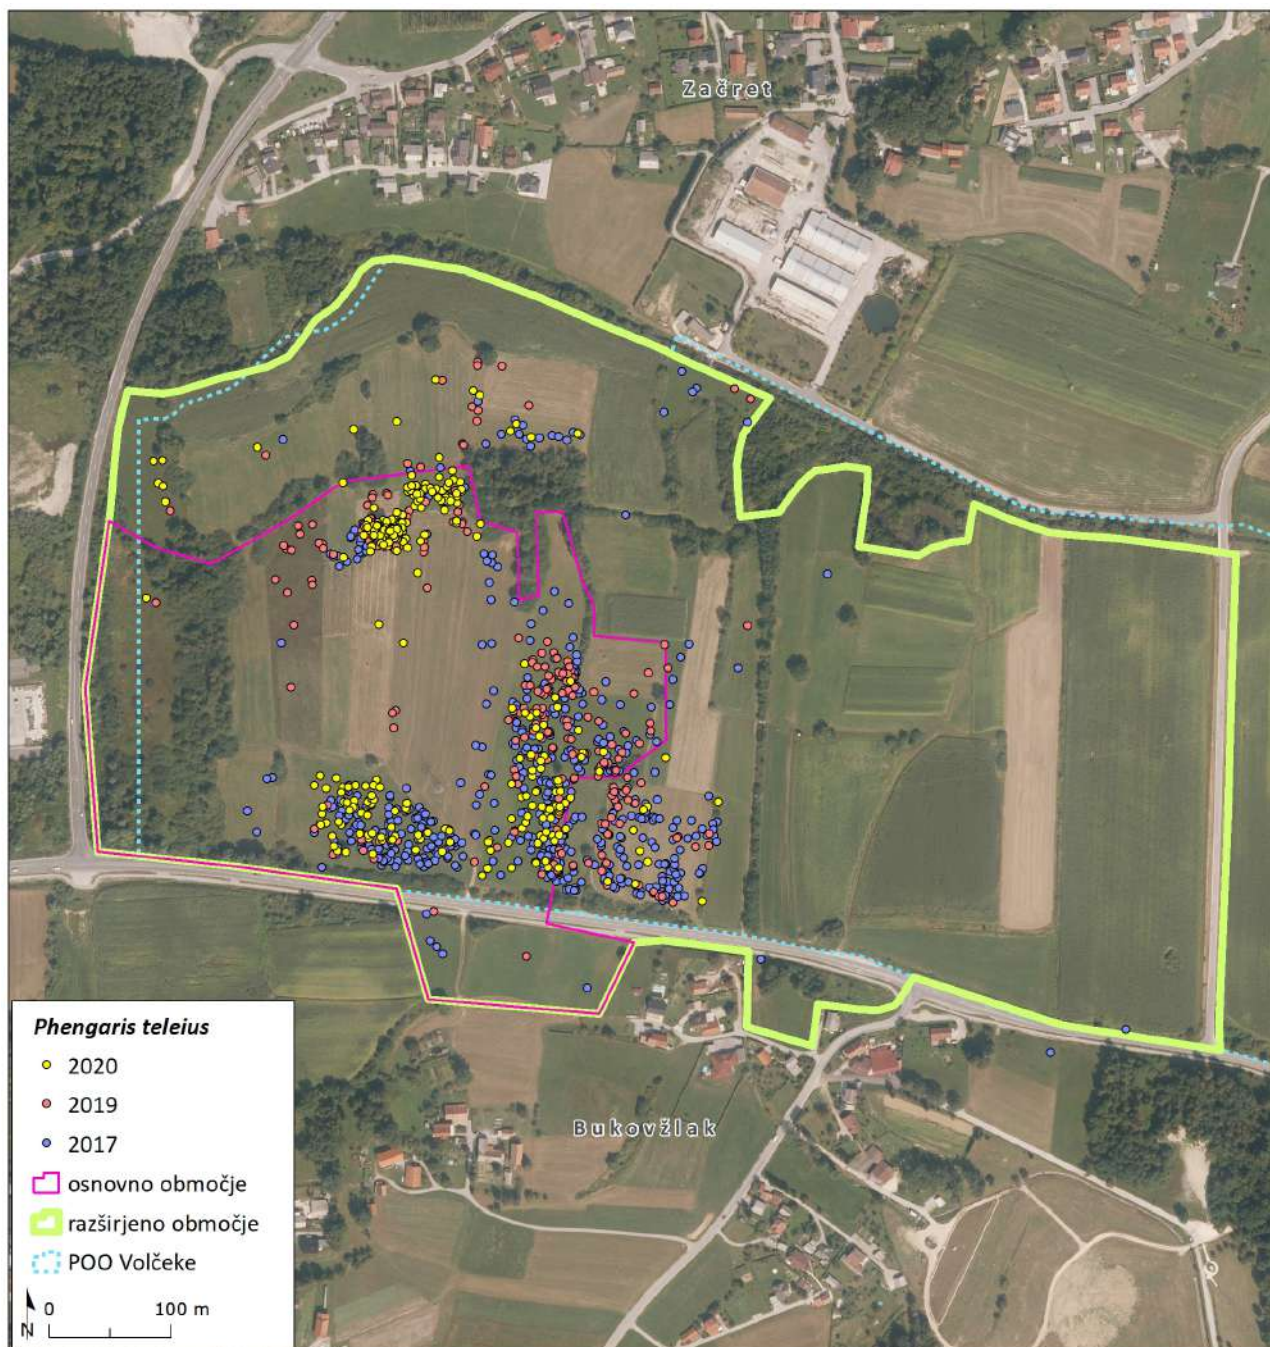 Začret
Bukovžlak
Phengaris teleius
2020
2019
2017
osnovno območje
razširjeno območje
POO Volčeke
0 100 m
N